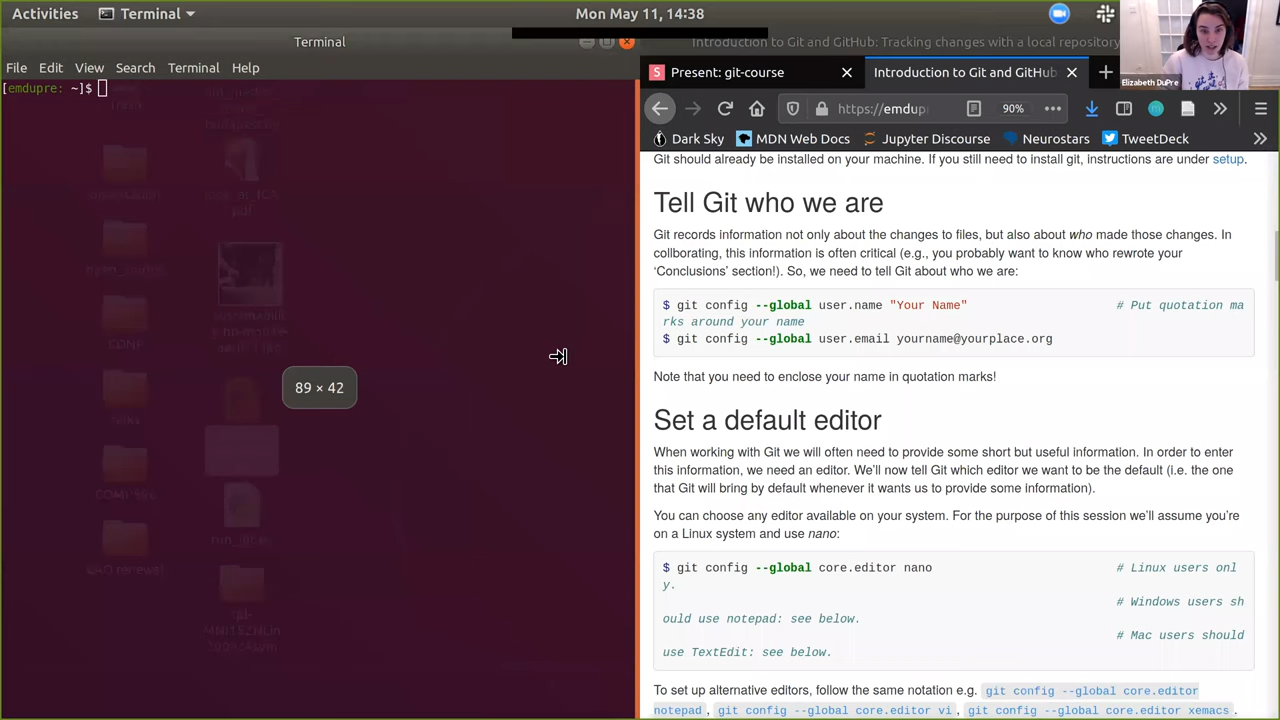 Activities Terminal Mon May 11, 14:38
Terminal
Introduction to Git and GitHub: Tracking changes with a local repository
File Edit View Search Terminal Help
[emdupre: ~]$
89 × 42
Elizabeth DuPre
Present: git-course
Introduction to Git and GitHub:
https://emdup
90%
Dark Sky MDN Web Docs Jupyter Discourse Neurostars TweetDeck
Git should already be installed on your machine. If you still need to install git, instructions are under setup.
Tell Git who we are
Git records information not only about the changes to files, but also about who made those changes. In
collborating, this information is often critical (e.g., you probably want to know who rewrote your
‘Conclusions’ section!). So, we need to tell Git about who we are:
$ git config --global user.name "Your Name" # Put quotation ma
rks around your name
$ git config --global user.email yourname@yourplace.org
Note that you need to enclose your name in quotation marks!
Set a default editor
When working with Git we will often need to provide some short but useful information. In order to enter
this information, we need an editor. We’ll now tell Git which editor we want to be the default (i.e. the one
that Git will bring by default whenever it wants us to provide some information).
You can choose any editor available on your system. For the purpose of this session we’ll assume you’re
on a Linux system and use nano:
$ git config --global core.editor nano # Linux users onl
y.
# Windows users sh
ould use notepad: see below.
# Mac users should
use TextEdit: see below.
To set up alternative editors, follow the same notation e.g. git config --global core.editor
notepad, git config --global core.editor vi, git config --global core.editor xemacs.